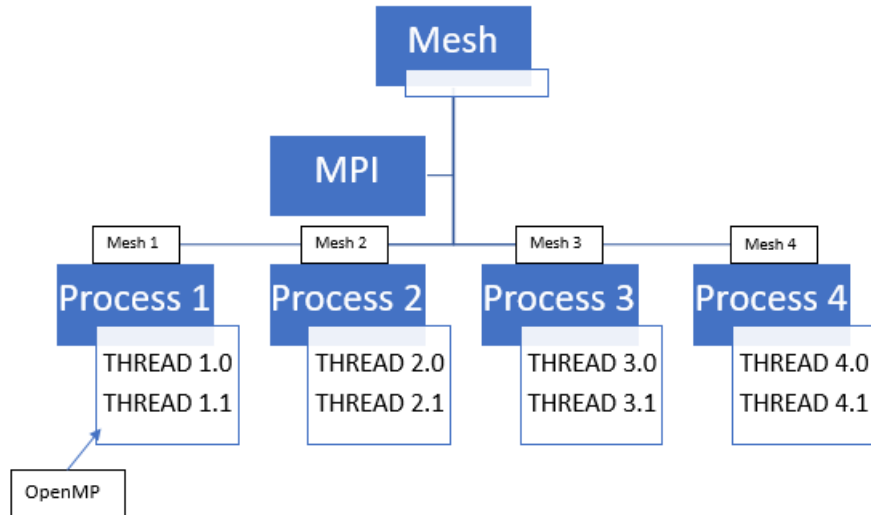 Mesh
MPI
Mesh 1
Mesh 2
Mesh 3
Mesh 4
Process 1
Process 2
Process 3
Process 4
THREAD 1.0
THREAD 1.1
THREAD 2.0
THREAD 2.1
THREAD 3.0
THREAD 3.1
THREAD 4.0
THREAD 4.1
OpenMP